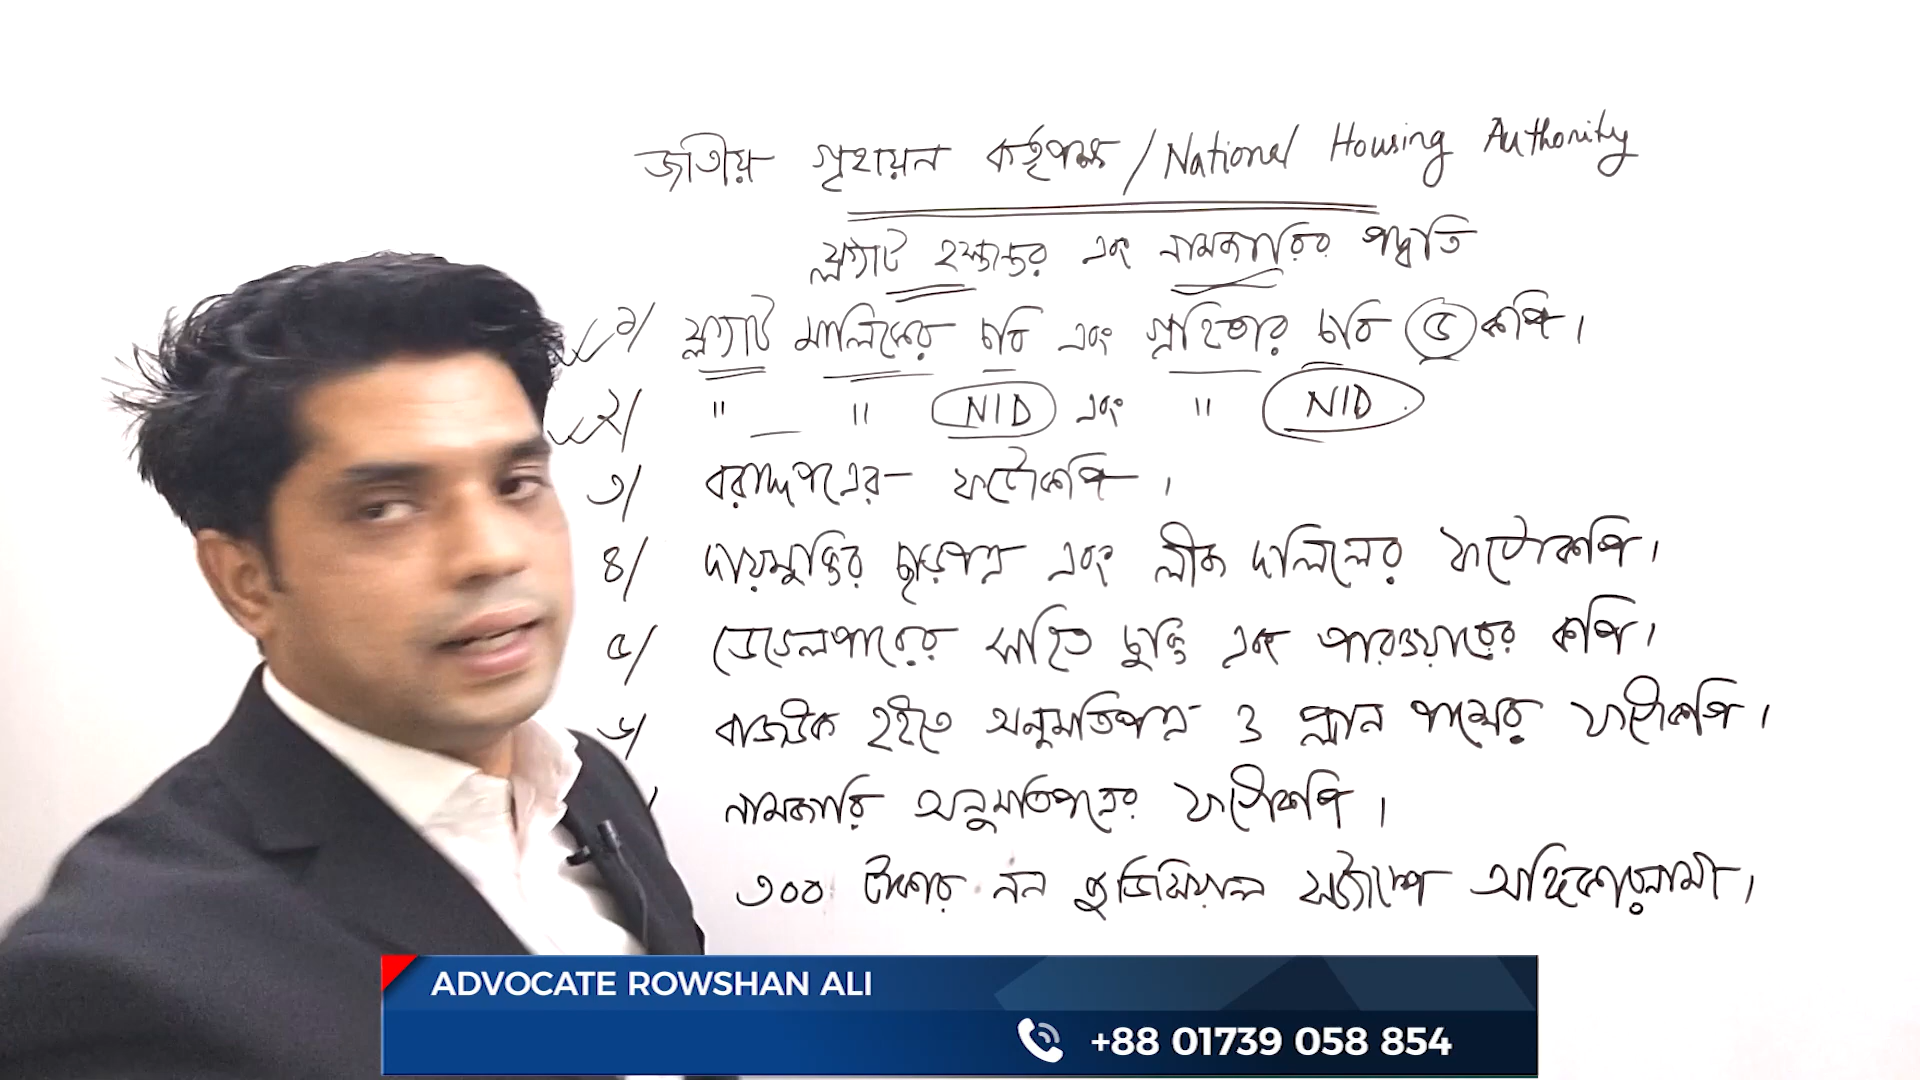 জাতীয় গৃহায়ন কর্তৃপক্ষ / National Housing Authority
ফ্ল্যাট হস্তান্তর এবং নামজারির পদ্ধতি
১/ ফ্ল্যাট মালিকের ছবি এবং গ্রহিতার ছবি ৫ কপি।
২/ " " NID এবং " NID
৩/ বরাদ্দপত্রের ফটোকপি।
৪/ দায়মুক্তির ছাড়পত্র এবং লীজ দলিলের ফটোকপি।
৫/ ডেভেলপারের সহিত চুক্তি এবং পাওয়ারের কপি।
৬/ রাজউক হইতে অনুমতিপত্র ও প্ল্যান পাশের ফটোকপি।
নামজারি অনুমতিপত্রের ফটোকপি।
৩০০ টাকার নন জুডিসিয়াল স্ট্যাম্পে অঙ্গিকারনামা।
ADVOCATE ROWSHAN ALI
+88 01739 058 854